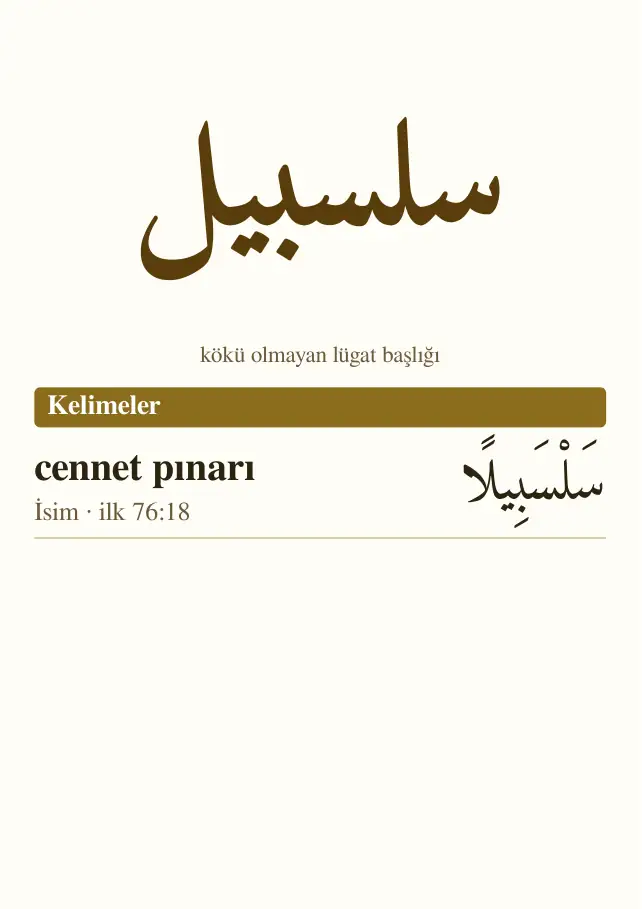 سلسبيل
kökü olmayan lügat başlığı
Kelimeler
cennet pınarı
سَلْسَبِيلًا
İsim · ilk 76:18